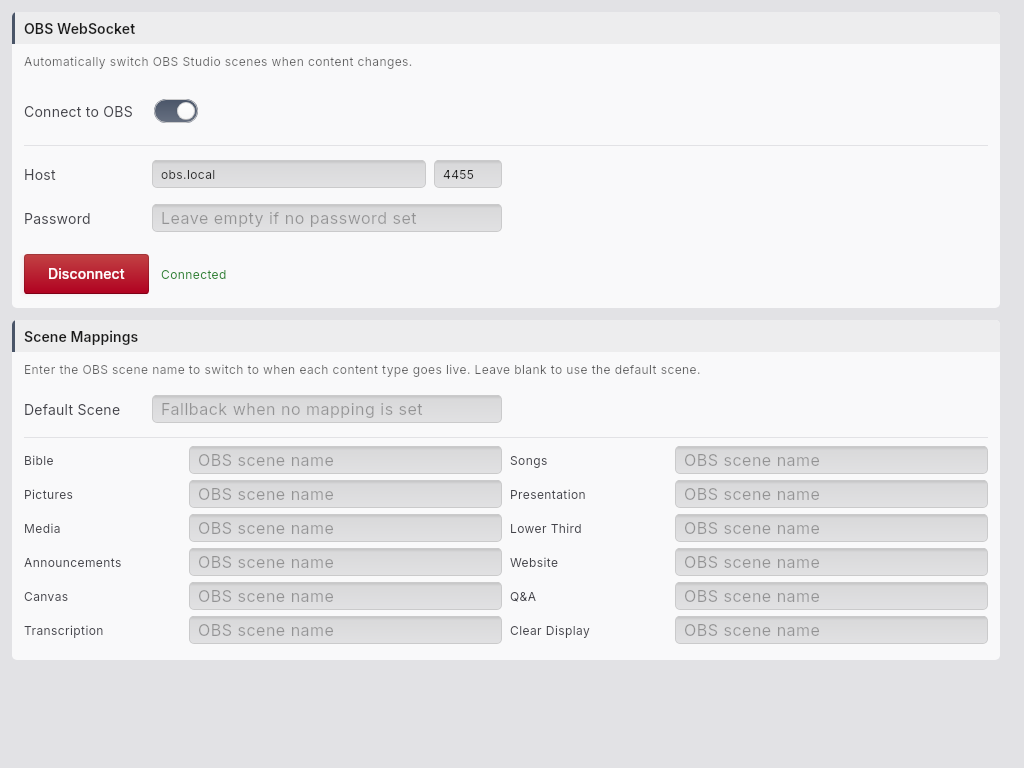 OBS WebSocket
Automatically switch OBS Studio scenes when content changes.
Connect to OBS
Host obs.local 4455
Password Leave empty if no password set
Disconnect Connected
Scene Mappings
Enter the OBS scene name to switch to when each content type goes live. Leave blank to use the default scene.
Default Scene Fallback when no mapping is set
Bible OBS scene name Songs OBS scene name
Pictures OBS scene name Presentation OBS scene name
Media OBS scene name Lower Third OBS scene name
Announcements OBS scene name Website OBS scene name
Canvas OBS scene name Q&A OBS scene name
Transcription OBS scene name Clear Display OBS scene name